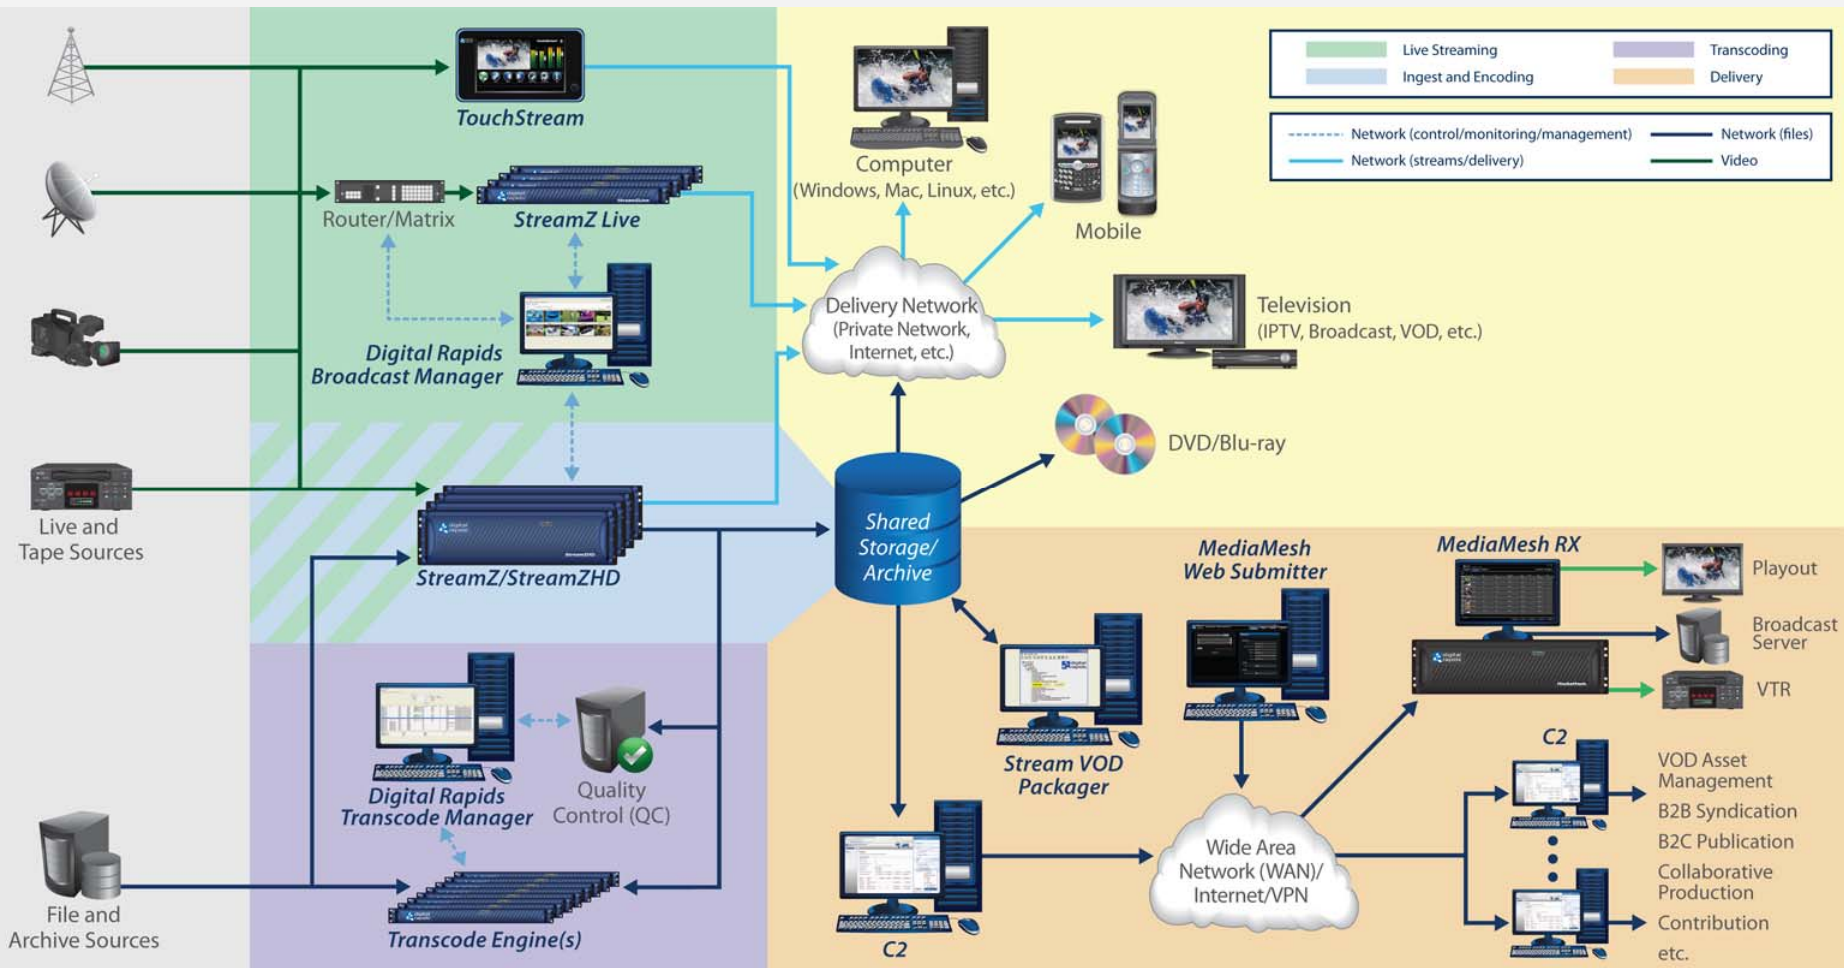 Live Streaming
Transcoding
Ingest and Encoding
Delivery
Network (control/monitoring/management)
Network (files)
Network (streams/delivery)
Video
TouchStream
Router/Matrix
StreamZ Live
Digital Rapids
Broadcast Manager
Computer
(Windows, Mac, Linux, etc.)
Mobile
Delivery Network
(Private Network,
Internet, etc.)
Television
(IPTV, Broadcast, VOD, etc.)
DVD/Blu-ray
Live and
Tape Sources
digital
rapids
StreamZ/StreamZHD
Shared
Storage/
Archive
MediaMesh
Web Submitter
MediaMesh RX
Playout
Broadcast
Server
VTR
Stream VOD
Packager
Digital Rapids
Transcode Manager
Quality
Control (QC)
File and
Archive Sources
Transcode Engine(s)
C2
Wide Area
Network (WAN)/
Internet/VPN
C2
VOD Asset
Management
B2B Syndication
B2C Publication
Collaborative
Production
Contribution
etc.